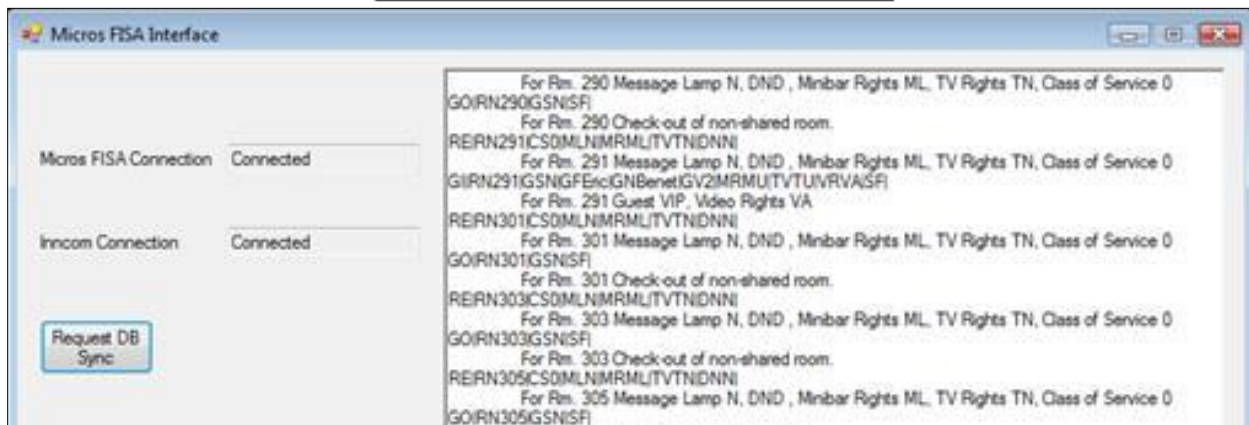 Micros FISA Interface
For Rm. 290 Message Lamp N, DND , Minibar Rights ML, TV Rights TN, Class of Service 0
GO|RN290|GSN|SF|
For Rm. 290 Check-out of non-shared room.
RE|RN291|CS0|MLN|MRML|TVTN|DNN|
For Rm. 291 Message Lamp N, DND , Minibar Rights ML, TV Rights TN, Class of Service 0
GI|RN291|GSN|GFEric|GNBenet|GV2|MRMU|TVTU|VRVA|SF|
For Rm. 291 Guest VIP, Video Rights VA
RE|RN301|CS0|MLN|MRML|TVTN|DNN|
For Rm. 301 Message Lamp N, DND , Minibar Rights ML, TV Rights TN, Class of Service 0
GO|RN301|GSN|SF|
For Rm. 301 Check-out of non-shared room.
RE|RN303|CS0|MLN|MRML|TVTN|DNN|
For Rm. 303 Message Lamp N, DND , Minibar Rights ML, TV Rights TN, Class of Service 0
GO|RN303|GSN|SF|
For Rm. 303 Check-out of non-shared room.
RE|RN305|CS0|MLN|MRML|TVTN|DNN|
For Rm. 305 Message Lamp N, DND , Minibar Rights ML, TV Rights TN, Class of Service 0
GO|RN305|GSN|SF|
Micros FISA Connection Connected
Inncom Connection Connected
Request DB
Sync